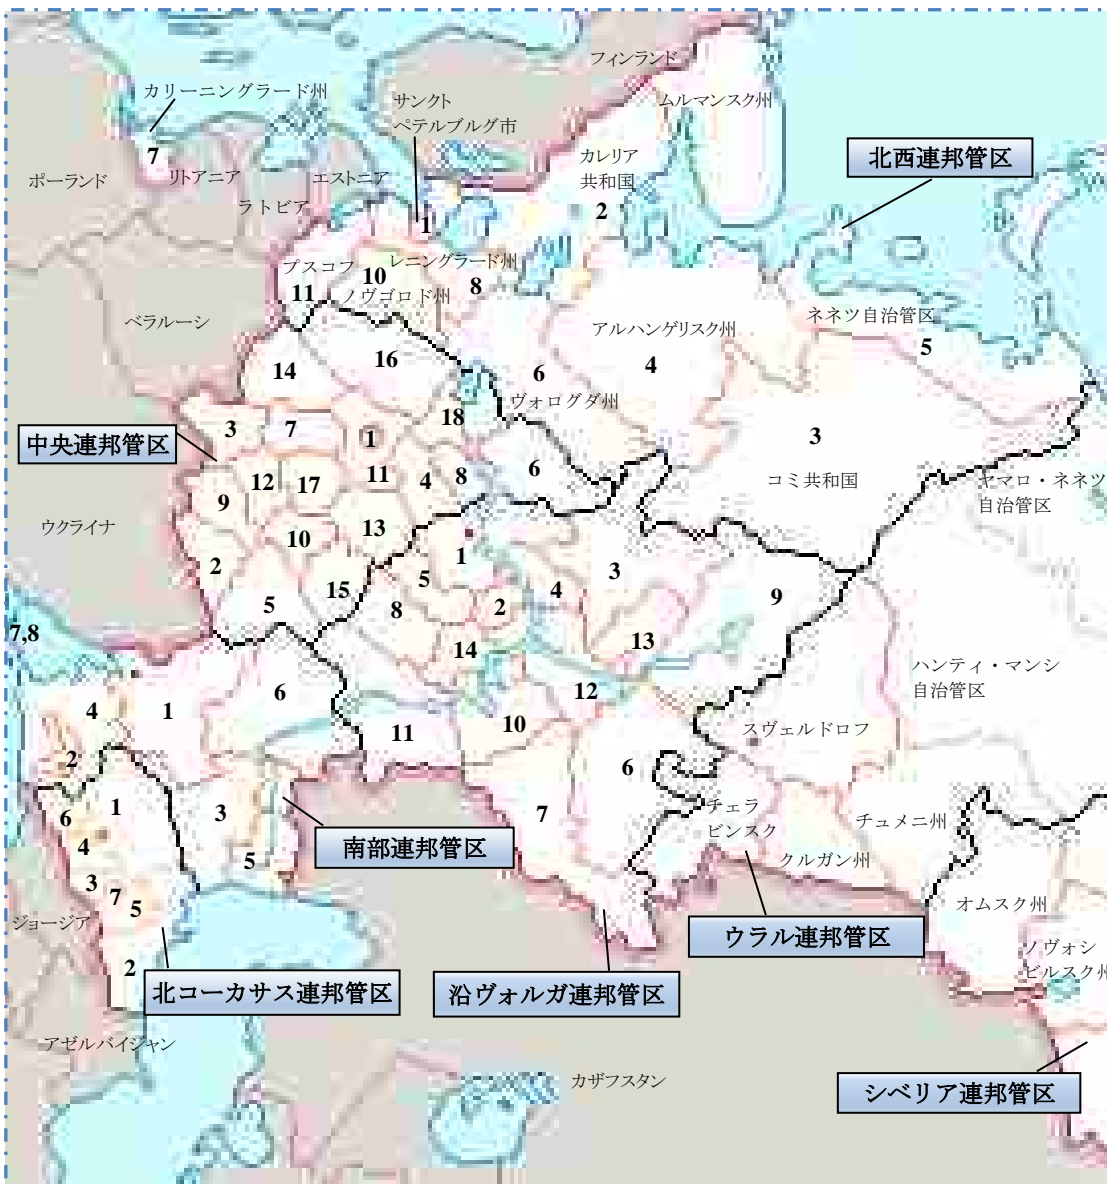 フィンランド
カリーニングラード州
サンクト
ペテルブルグ市
ムルマンスク州
7
カレリア
共和国
北西連邦管区
ポーランド
リトアニア
エストニア
ラトビア
1
2
プスコフ
10
レニングラード州
8
11
ノヴゴロド州
ネネツ自治管区
5
ベラルーシ
アルハンゲリスク州
4
16
14
6
ヴォログダ州
18
3
7
1
3
中央連邦管区
12
17
11
4
8
6
コミ共和国
ヤマロ・ネネツ
自治管区
9
ウクライナ
10
13
1
2
15
5
3
5
8
4
2
9
7,8
13
14
ハンティ・マンシ
自治管区
6
12
4
1
10
11
スヴェルドロフ
2
6
1
3
7
チェラ
ビンスク
チュメニ州
6
4
南部連邦管区
5
クルガン州
3
7
5
オムスク州
ジョージア
ウラル連邦管区
ノヴォシ
ビルスク州
2
北コーカサス連邦管区
沿ヴォルガ連邦管区
アゼルバイジャン
カザフスタン
シベリア連邦管区